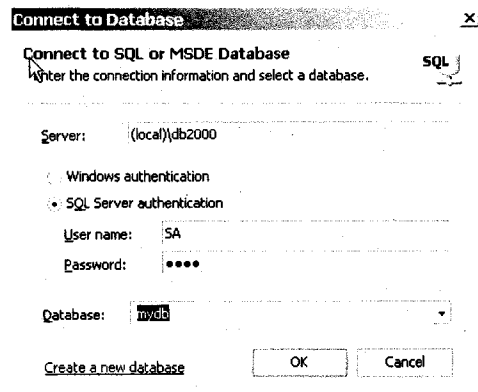 Connect to Database
Connect to SQL or MSDE Database
Enter the connection information and select a database.
SQL
Server: (local)\db2000
Windows authentication
SQL Server authentication
User name: SA
Password: ●●●●
Database: mydb
Create a new database OK Cancel